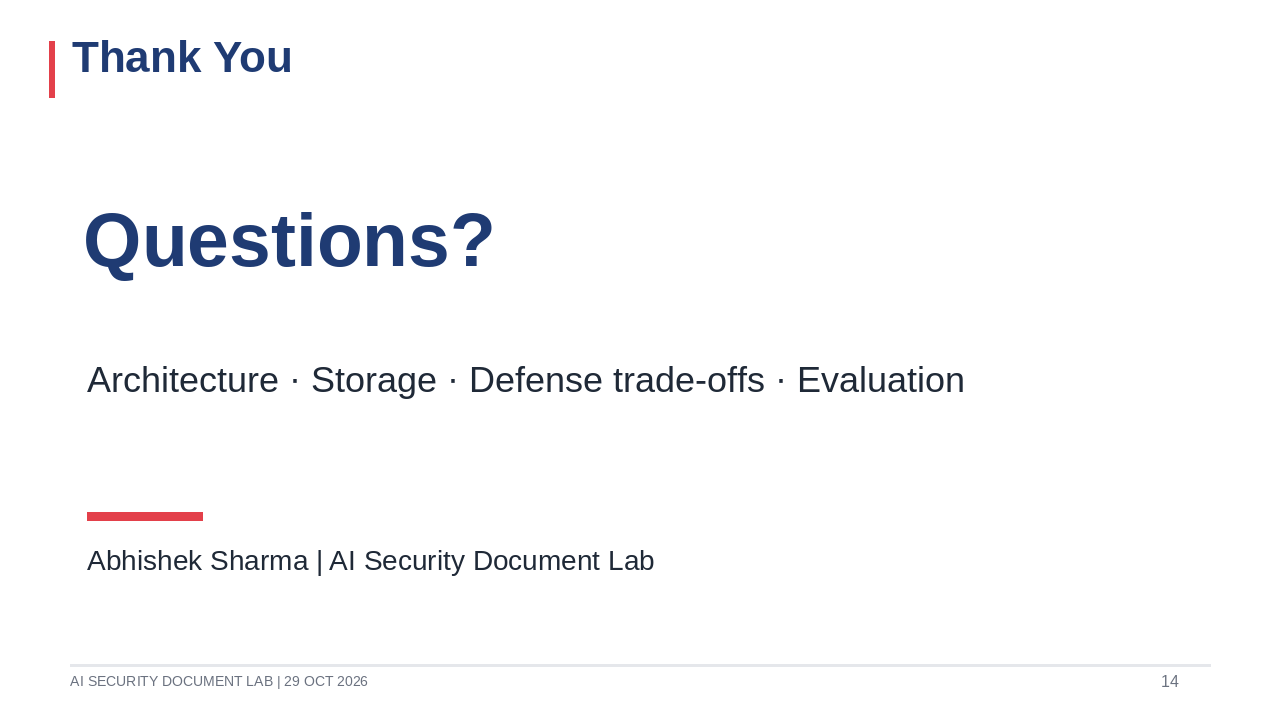 Thank You
Questions?
Architecture · Storage · Defense trade-offs · Evaluation
Abhishek Sharma | AI Security Document Lab
AI SECURITY DOCUMENT LAB | 29 OCT 2026
14